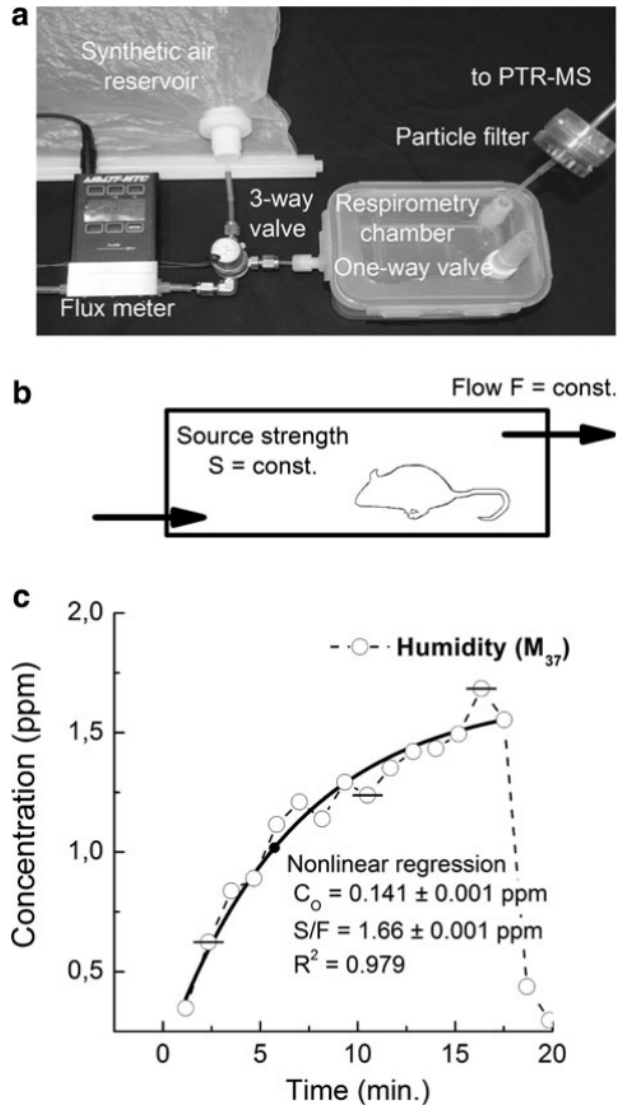 a
Synthetic air
reservoir
to PTR-MS
Particle filter
3-way
valve
Respirometry
chamber
One-way valve
Flux meter
b
Flow F = const.
Source strength
S = const.
c
2,0
1,5
1,0
0,5
Concentration (ppm)
Humidity (M₃₇)
Nonlinear regression
C₀ = 0.141 ± 0.001 ppm
S/F = 1.66 ± 0.001 ppm
R² = 0.979
0 5 10 15 20
Time (min.)